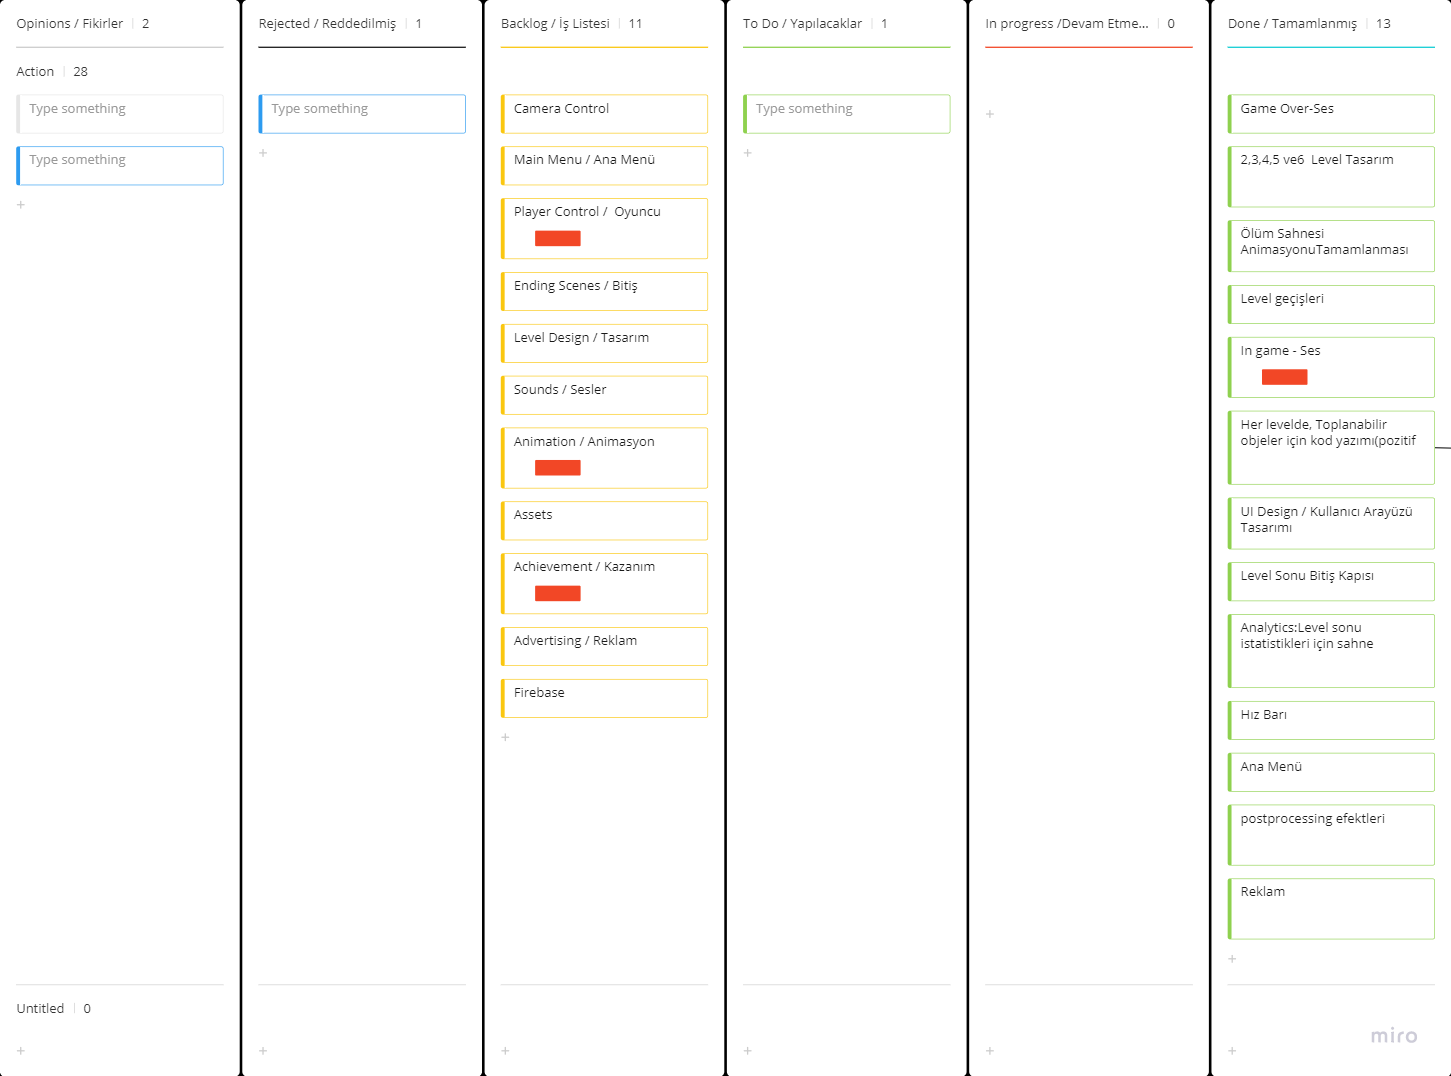 Opinions / Fikirler 2
Action 28
Type something
Type something
Untitled 0
Rejected / Reddedilmiş 1
Type something
Backlog / İş Listesi 11
Camera Control
Main Menu / Ana Menü
Player Control / Oyuncu
Ending Scenes / Bitiş
Level Design / Tasarım
Sounds / Sesler
Animation / Animasyon
Assets
Achievement / Kazanım
Advertising / Reklam
Firebase
To Do / Yapılacaklar 1
Type something
In progress /Devam Etme... 0
Done / Tamamlanmış 13
Game Over-Ses
2,3,4,5 ve6 Level Tasarım
Ölüm Sahnesi
AnimasyonuTamamlanması
Level geçişleri
In game - Ses
Her levelde, Toplanabilir
objeler için kod yazımı(pozitif
UI Design / Kullanıcı Arayüzü
Tasarımı
Level Sonu Bitiş Kapısı
Analytics:Level sonu
istatistikleri için sahne
Hız Barı
Ana Menü
postprocessing efektleri
Reklam
miro